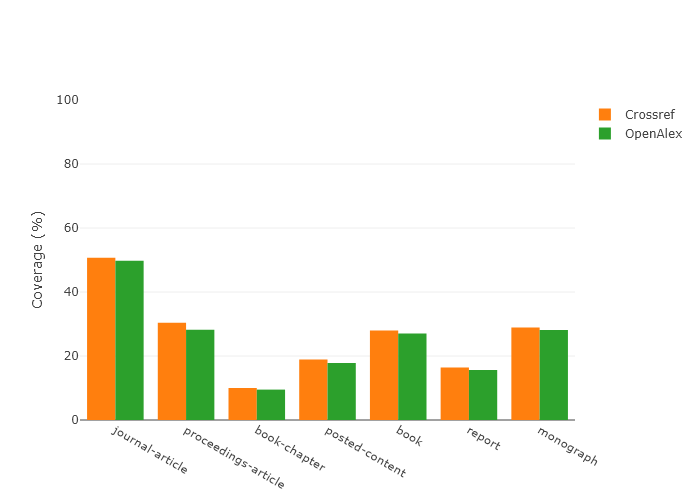 100
80
60
40
20
0
Coverage (%)
journal-article
proceedings-article
book-chapter
posted-content
book
report
monograph
Crossref
OpenAlex